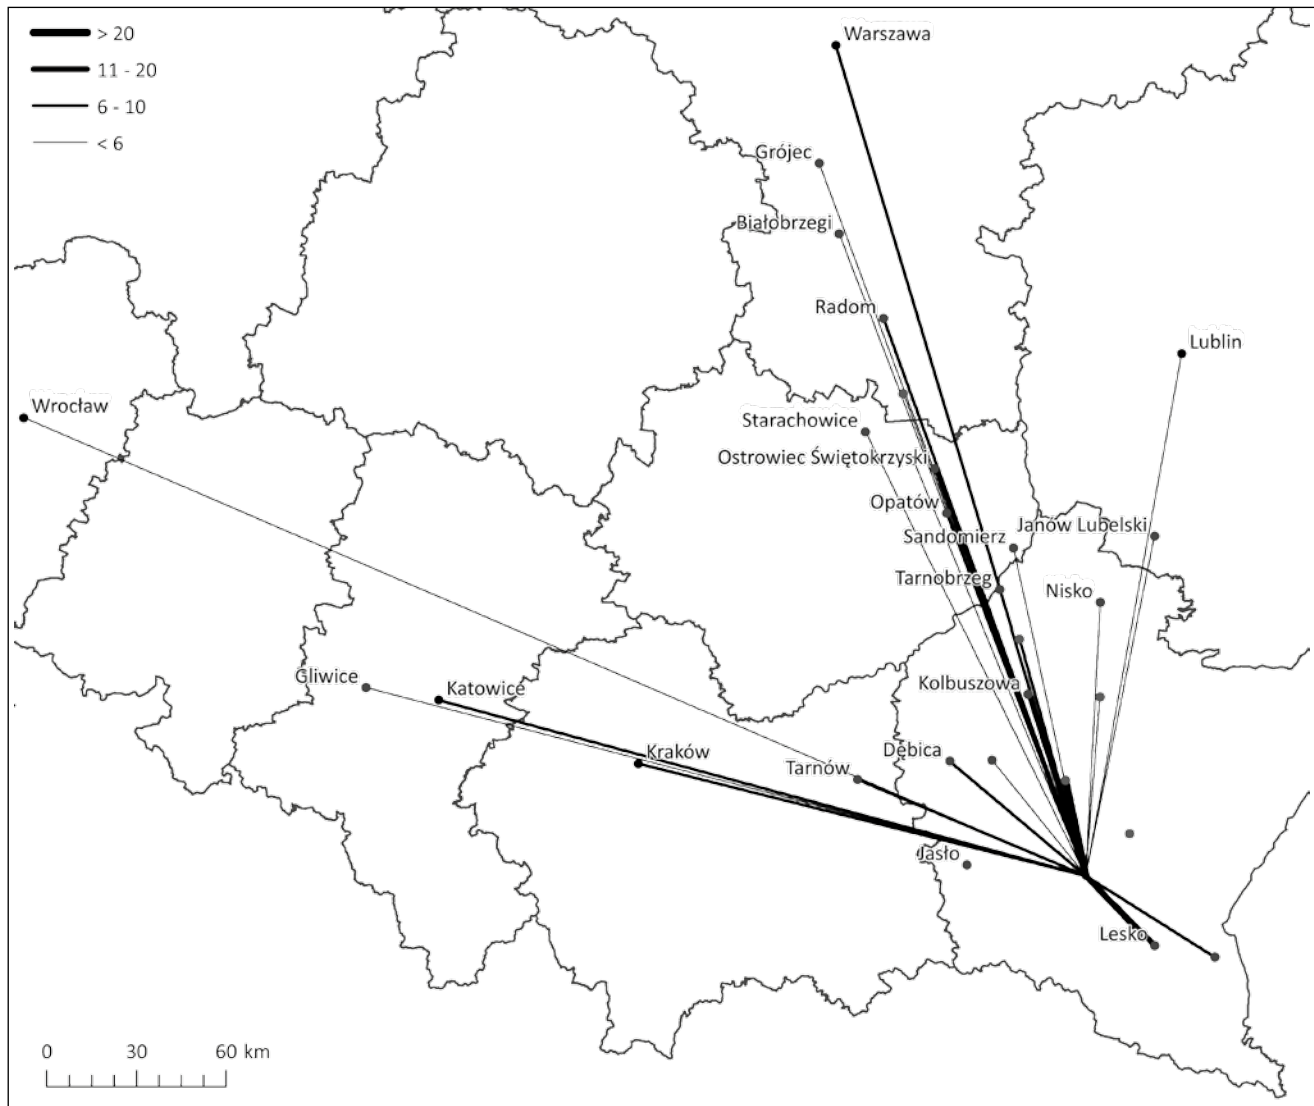 > 20
11 - 20
6 - 10
< 6
Warszawa
Grójec
Białobrzegi
Radom
Lublin
Wrocław
Starachowice
Ostrowiec Świętokrzyski
Opatów
Janów Lubelski
Sandomierz
Tarnobrzeg
Nisko
Gliwice
Katowice
Kolbuszowa
Kraków
Tarnów
Dębica
Jasło
Lesko
0 30 60 km